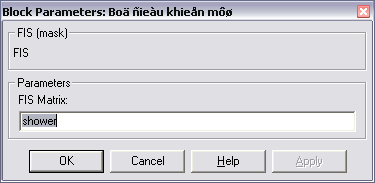 Block Parameters: Boä ñieàu khieån môø
FIS (mask)
FIS
Parameters
FIS Matrix:
shower
OK Cancel Help Apply